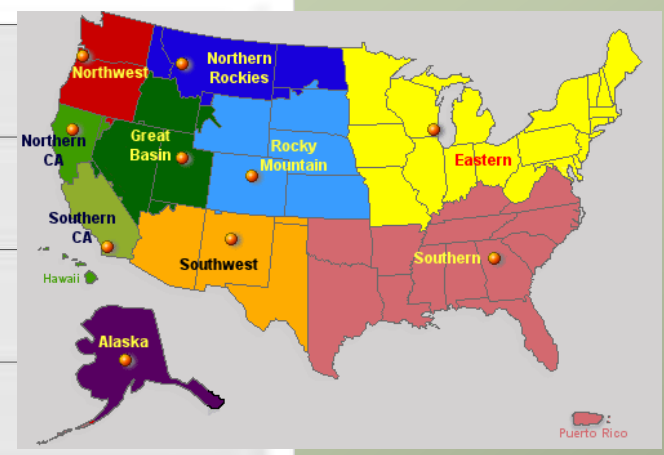 Northwest
Northern
Rockies
Northern
CA
Great
Basin
Rocky
Mountain
Eastern
Southern
CA
Southwest
Southern
Hawaii
Alaska
Puerto Rico